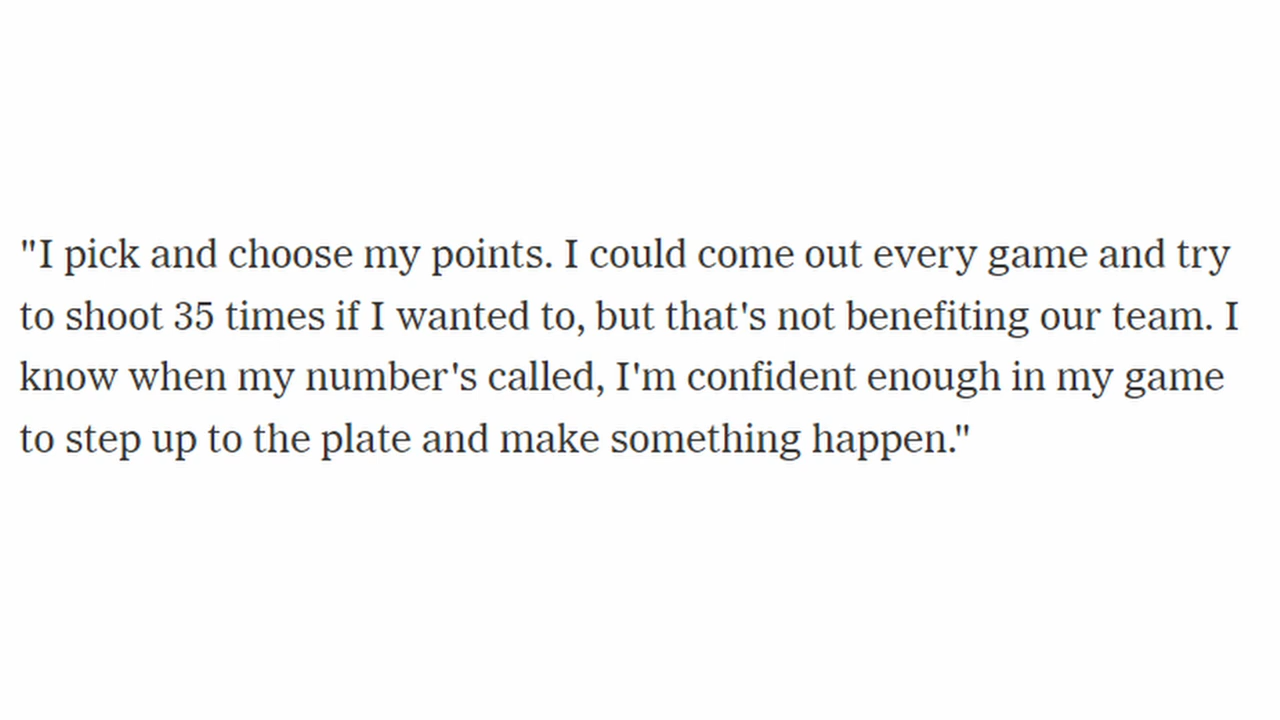 "I pick and choose my points. I could come out every game and try
to shoot 35 times if I wanted to, but that's not benefiting our team. I
know when my number's called, I'm confident enough in my game
to step up to the plate and make something happen."